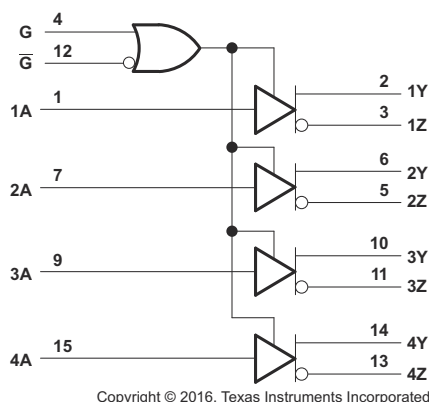 G 4
G̅ 12
1A 1
2 1Y
3 1Z
2A 7
6 2Y
5 2Z
3A 9
10 3Y
11 3Z
4A 15
14 4Y
13 4Z
Copyright © 2016, Texas Instruments Incorporated